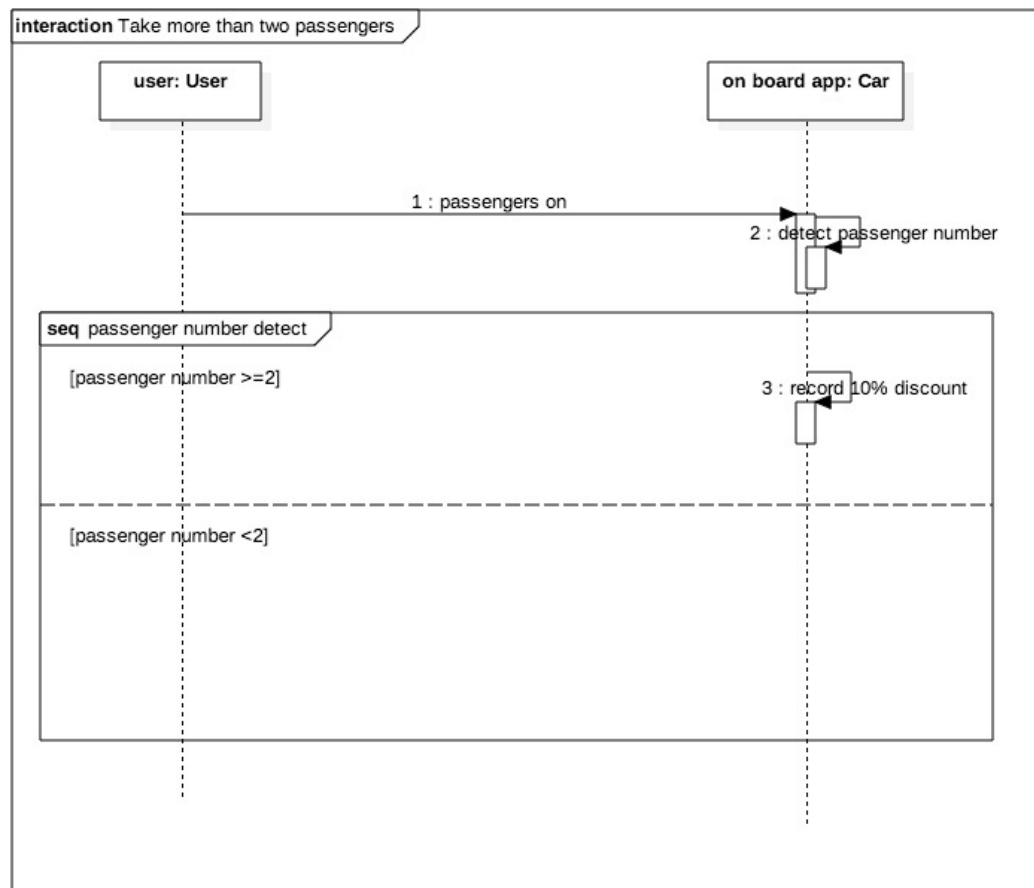 interaction Take more than two passengers
user: User
on board app: Car
1 : passengers on
2 : detect passenger number
seq passenger number detect
[passenger number >=2]
3 : record 10% discount
[passenger number <2]